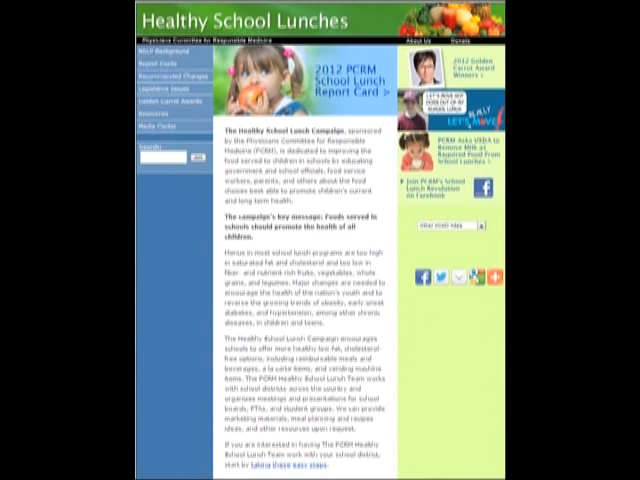 Healthy School Lunches
Physicians Committee for Responsible Medicine
About Us
Donate
HSLP Background
Report Cards
Recommended Changes
Legislative Issues
Golden Carrot Awards
Resources
Media Center
Search:
2012 PCRM
School Lunch
Report Card >
The Healthy School Lunch Campaign, sponsored
by the Physicians Committee for Responsible
Medicine (PCRM), is dedicated to improving the
food served to children in schools by educating
government and school officials, food service
workers, parents, and others about the food
choices best able to promote children's current
and long term health.
The campaign's key message: Foods served in
schools should promote the health of all
children.
Menus in most school lunch programs are too high
in saturated fat and cholesterol and too low in
fiber- and nutrient-rich fruits, vegetables, whole
grains, and legumes. Major changes are needed to
encourage the health of the nation's youth and to
reverse the growing trends of obesity, early onset
diabetes, and hypertension, among other chronic
diseases, in children and teens.
The Healthy School Lunch Campaign encourages
schools to offer more healthy low fat, cholesterol
free options, including reimbursable meals and
beverages, a la carte items, and vending machine
items. The PCRM Healthy School Lunch Team works
with school districts across the country and
organizes meetings and presentations for school
boards, PTAs, and student groups. We can provide
marketing materials, meal planning and recipes
ideas, and other resources upon request.
If you are interested in having The PCRM Healthy
School Lunch Team work with your school district,
start by taking these easy steps.
2012 Golden
Carrot Award
Winners >
LET'S MOVE HOT
DOGS OUT OF MY
SCHOOL LUNCH
LET'S REALLY MOVE!
PCRM Asks USDA to
Remove Milk as
Required Food From
School Lunches >
Join PCRM's School
Lunch Revolution
on Facebook